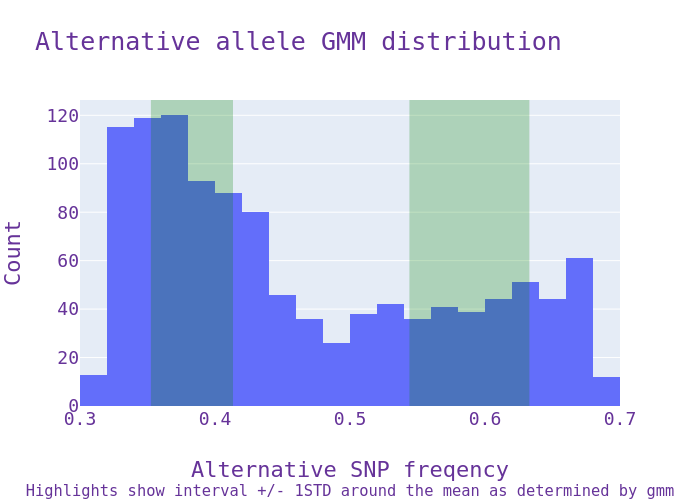 Alternative allele GMM distribution
120
100
80
60
40
20
0
Count
0.3 0.4 0.5 0.6 0.7
Alternative SNP freqency
Highlights show interval +/- 1STD around the mean as determined by gmm